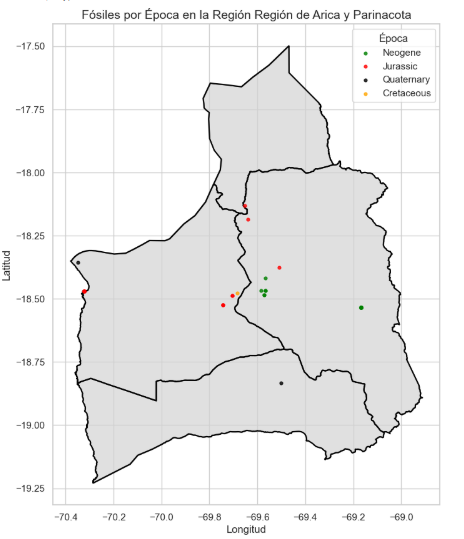 Fósiles por Época en la Región Región de Arica y Parinacota
Época
Neogene
Jurassic
Quaternary
Cretaceous
−17.50
−17.75
−18.00
−18.25
−18.50
−18.75
−19.00
−19.25
Latitud
−70.4 −70.2 −70.0 −69.8 −69.6 −69.4 −69.2 −69.0
Longitud